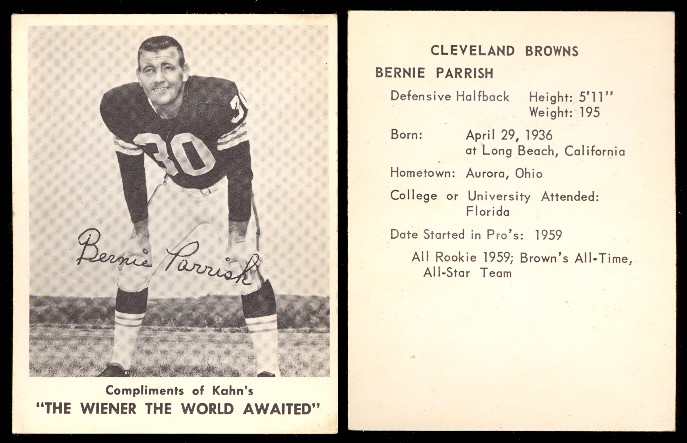 30
30
Bernie Parrish
Compliments of Kahn's
"THE WIENER THE WORLD AWAITED"
CLEVELAND BROWNS
BERNIE PARRISH
Defensive Halfback Height: 5'11"
Weight: 195
Born: April 29, 1936
at Long Beach, California
Hometown: Aurora, Ohio
College or University Attended:
Florida
Date Started in Pro's: 1959
All Rookie 1959; Brown's All-Time,
All-Star Team